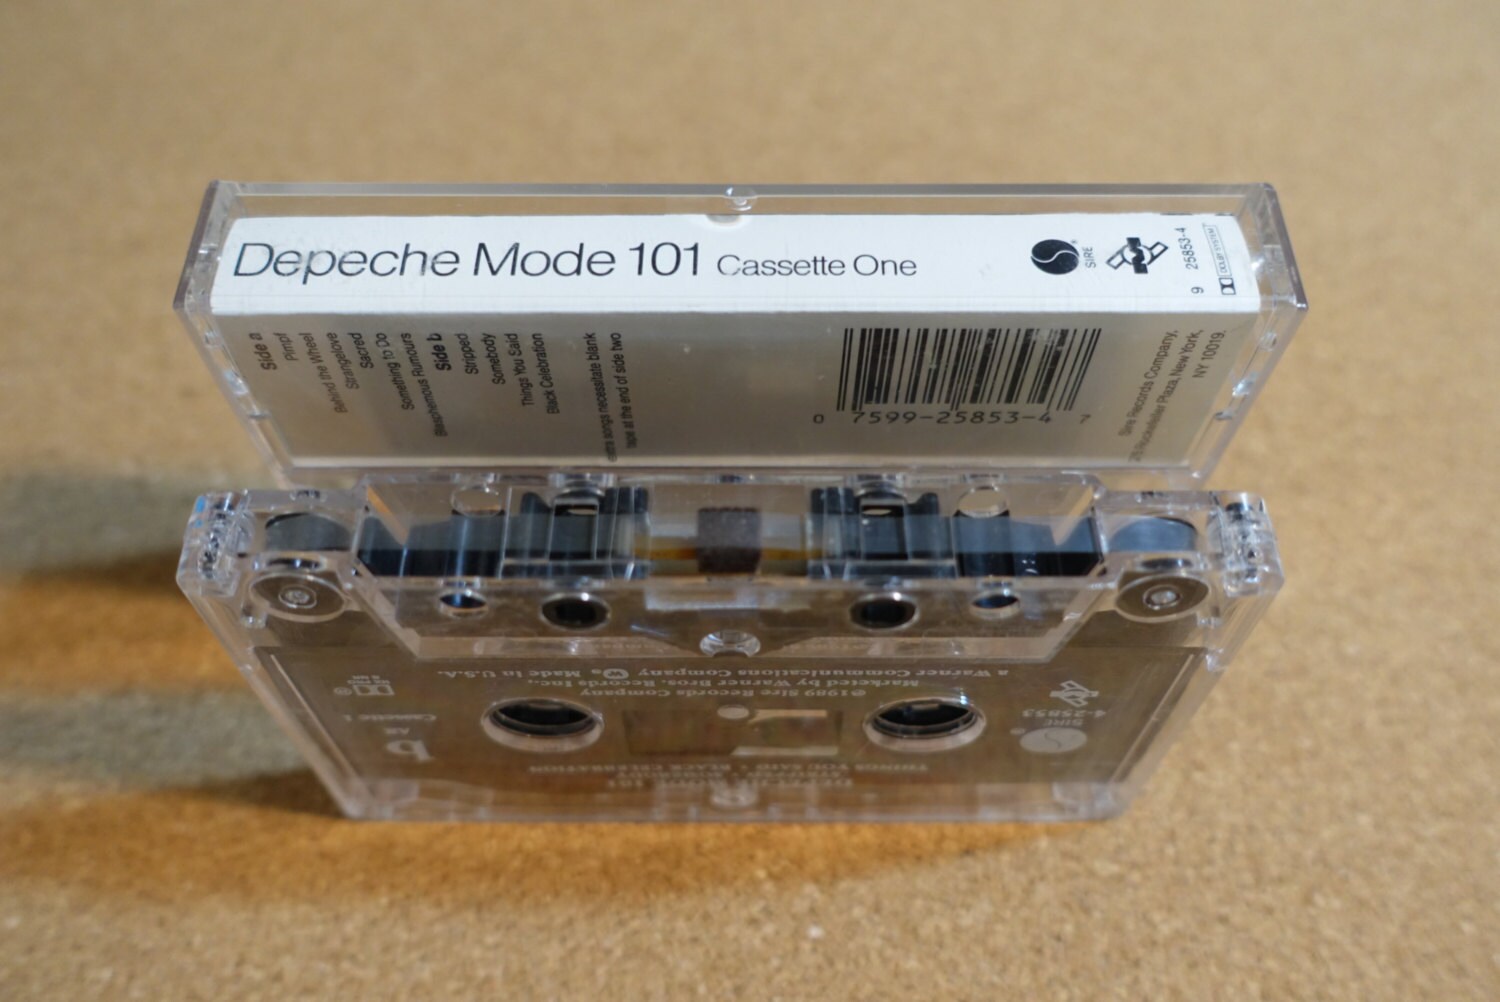 Depeche Mode 101 Cassette One
SIRE
9 25853-4
DOLBY SYSTEM
Side a
Pimpf
Behind the Wheel
Strangelove
Sacred
Something to Do
Blasphemous Rumours
Side b
Stripped
Somebody
Things You Said
Black Celebration
songs necessitate blank
tape at the end of side two
0 7599-25853-4 7
Sire Records Company,
Rockefeller Plaza, New York,
NY 10019.
℗1989 Sire Records Company
Marketed by Warner Bros. Records Inc.,
a Warner Communications Company Made in U.S.A.
4-25853
SIRE
Cassette 1
b
THINGS YOU SAID • BLACK CELEBRATION